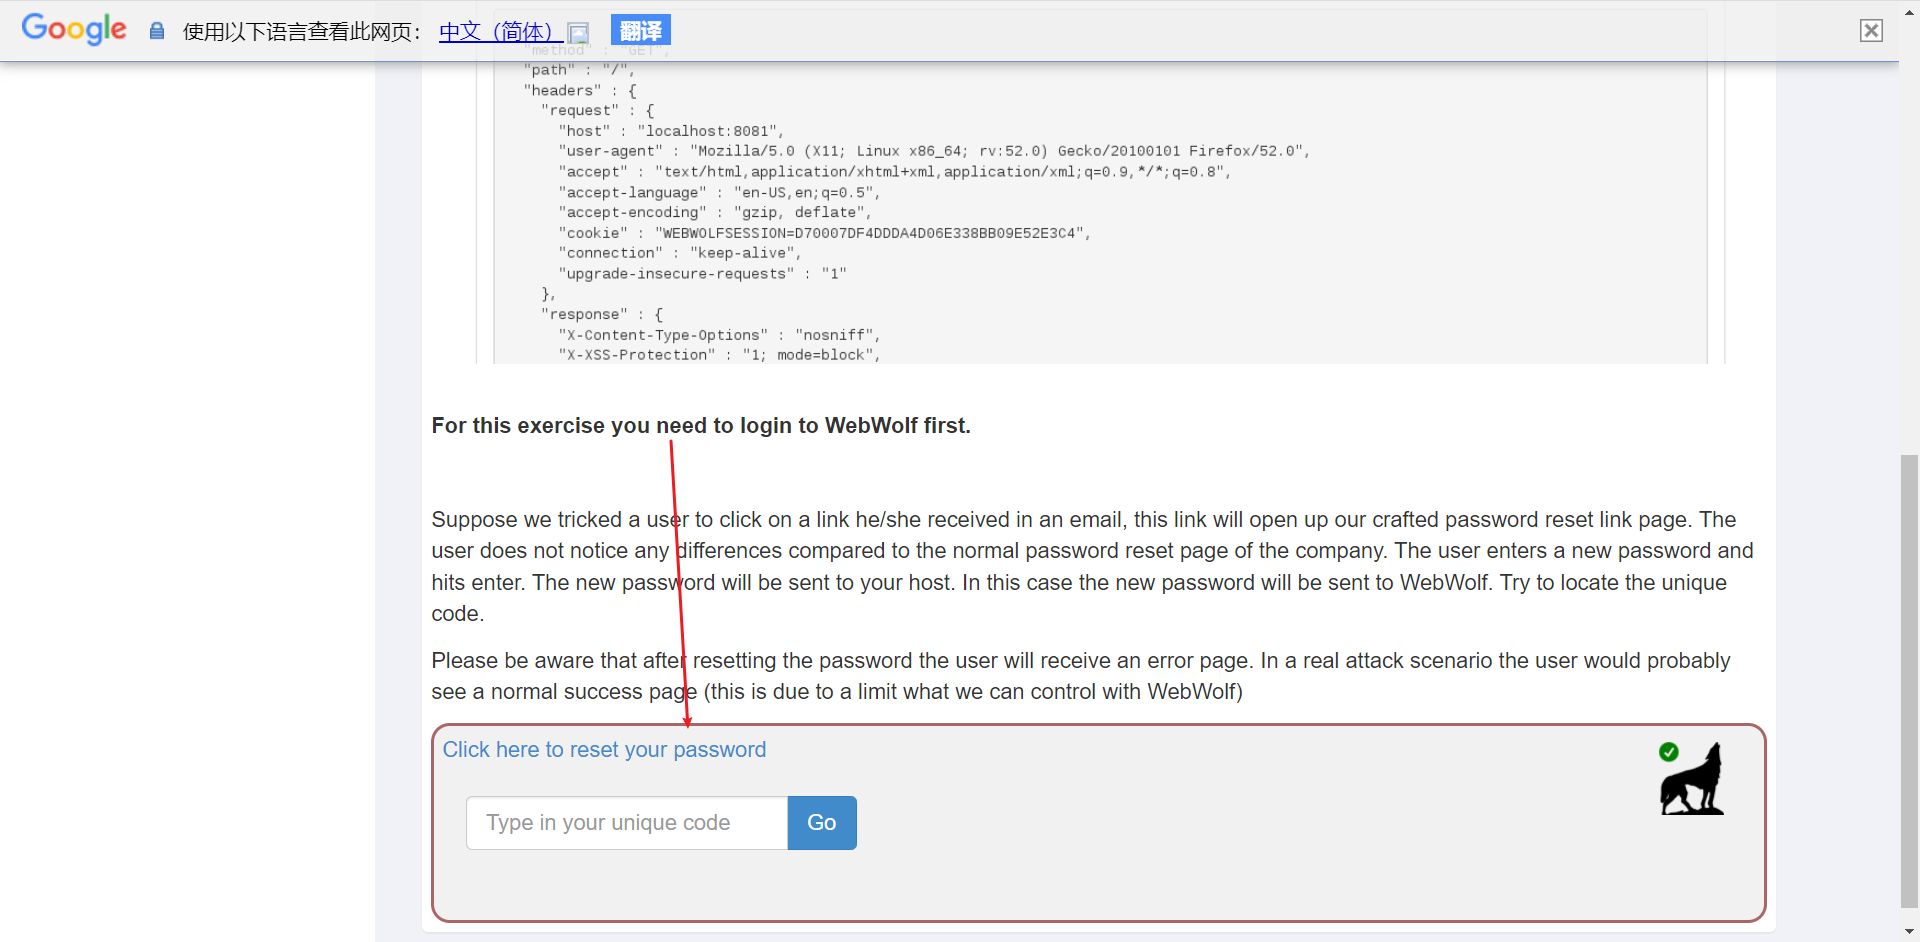 Google 使用以下语言查看此网页： 中文（简体） 翻译
"method" : "GET",
"path" : "/",
"headers" : {
"request" : {
"host" : "localhost:8081",
"user-agent" : "Mozilla/5.0 (X11; Linux x86_64; rv:52.0) Gecko/20100101 Firefox/52.0",
"accept" : "text/html,application/xhtml+xml,application/xml;q=0.9,*/*;q=0.8",
"accept-language" : "en-US,en;q=0.5",
"accept-encoding" : "gzip, deflate",
"cookie" : "WEBWOLFSESSION=D70007DF4DDDA4D06E338BB09E52E3C4",
"connection" : "keep-alive",
"upgrade-insecure-requests" : "1"
},
"response" : {
"X-Content-Type-Options" : "nosniff",
"X-XSS-Protection" : "1; mode=block",
For this exercise you need to login to WebWolf first.
Suppose we tricked a user to click on a link he/she received in an email, this link will open up our crafted password reset link page. The
user does not notice any differences compared to the normal password reset page of the company. The user enters a new password and
hits enter. The new password will be sent to your host. In this case the new password will be sent to WebWolf. Try to locate the unique
code.
Please be aware that after resetting the password the user will receive an error page. In a real attack scenario the user would probably
see a normal success page (this is due to a limit what we can control with WebWolf)
Click here to reset your password
Type in your unique code Go